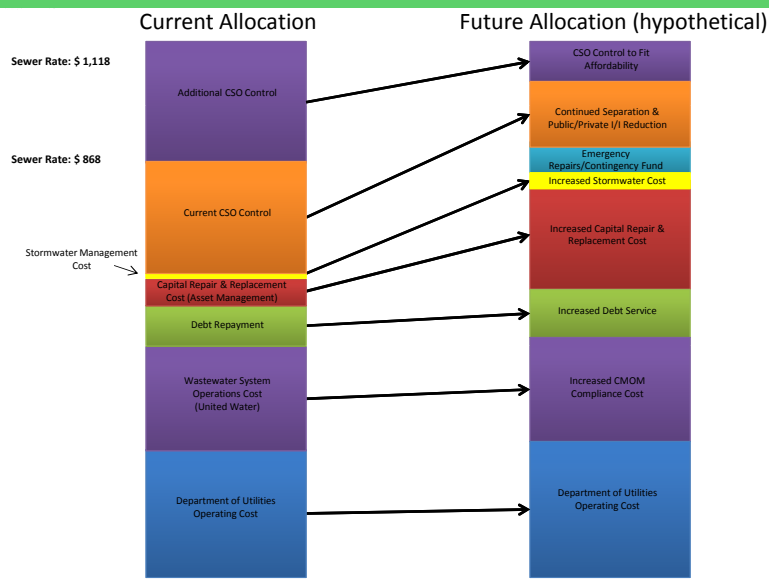 Current Allocation
Future Allocation (hypothetical)
Sewer Rate: $ 1,118
Sewer Rate: $ 868
Stormwater Management
Cost
Additional CSO Control
Current CSO Control
Capital Repair & Replacement
Cost (Asset Management)
Debt Repayment
Wastewater System
Operations Cost
(United Water)
Department of Utilities
Operating Cost
CSO Control to Fit
Affordability
Continued Separation &
Public/Private I/I Reduction
Emergency
Repairs/Contingency Fund
Increased Stormwater Cost
Increased Capital Repair &
Replacement Cost
Increased Debt Service
Increased CMOM
Compliance Cost
Department of Utilities
Operating Cost